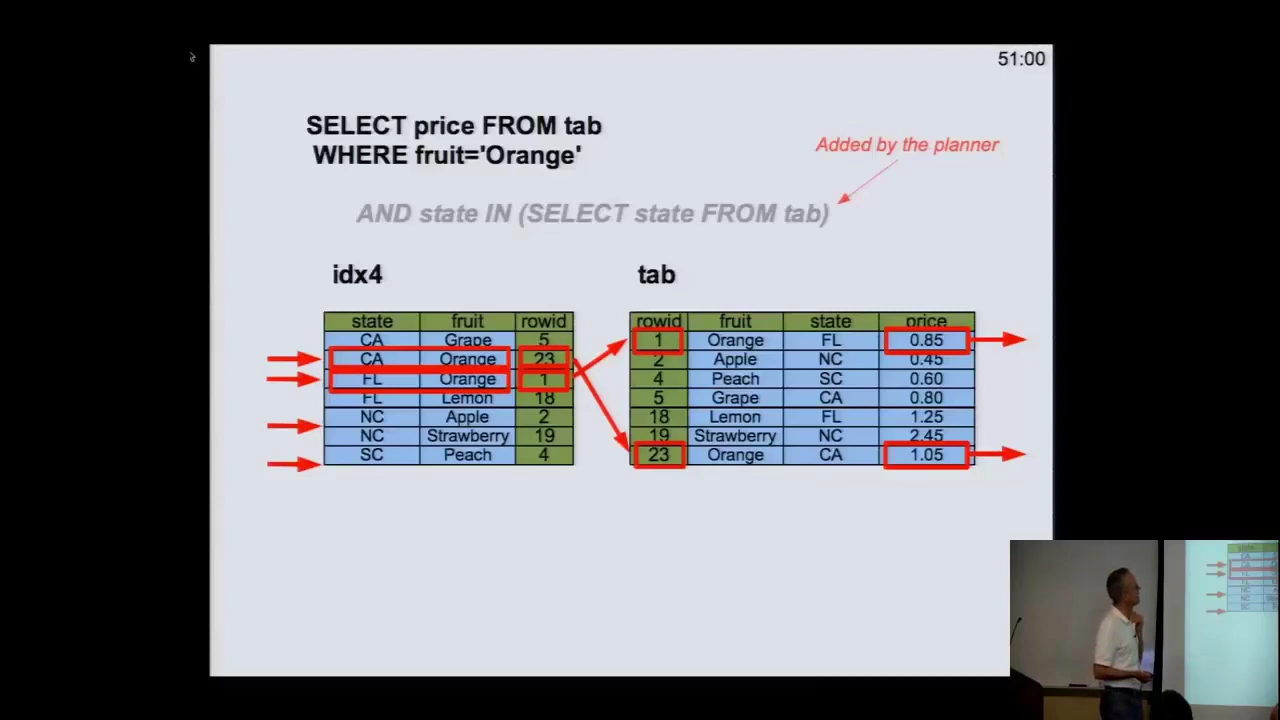 51:00
SELECT price FROM tab
WHERE fruit='Orange'
Added by the planner
AND state IN (SELECT state FROM tab)
idx4
state fruit rowid
CA Grape 5
CA Orange 23
FL Orange 1
FL Lemon 18
NC Apple 2
NC Strawberry 19
SC Peach 4
tab
rowid fruit state price
1 Orange FL 0.85
2 Apple NC 0.45
4 Peach SC 0.60
5 Grape CA 0.80
18 Lemon FL 1.25
19 Strawberry NC 2.45
23 Orange CA 1.05